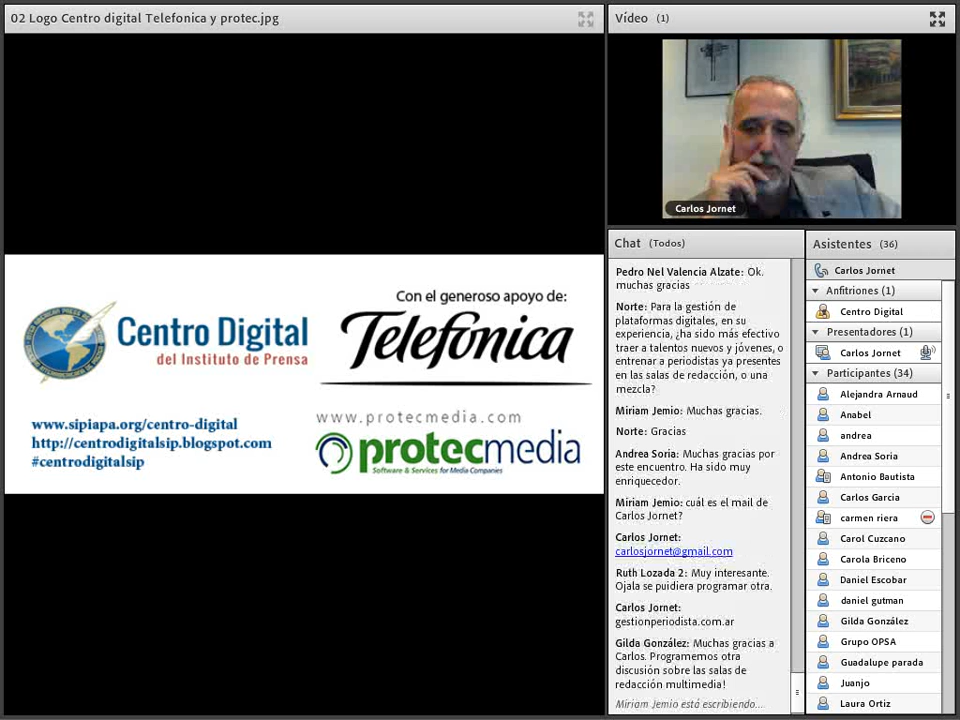 02 Logo Centro digital Telefonica y protec.jpg
Con el generoso apoyo de:
Centro Digital
del Instituto de Prensa
Telefónica
www.sipiapa.org/centro-digital
http://centrodigitalsip.blogspot.com
#centrodigitalsip
www.protecmedia.com
protecmedia
Software & Services for Media Companies
Vídeo (1)
Carlos Jornet
Chat (Todos)
Pedro Nel Valencia Alzate: Ok.
muchas gracias
Norte: Para la gestión de
plataformas digitales, en su
experiencia, ¿ha sido más efectivo
traer a talentos nuevos y jóvenes, o
entrenar a periodistas ya presentes
en las salas de redacción, o una
mezcla?
Miriam Jemio: Muchas gracias.
Norte: Gracias
Andrea Soria: Muchas gracias por
este encuentro. Ha sido muy
enriquecedor.
Miriam Jemio: cuál es el mail de
Carlos Jornet?
Carlos Jornet:
carlosjornet@gmail.com
Ruth Lozada 2: Muy interesante.
Ojala se puidiera programar otra.
Carlos Jornet:
gestionperiodista.com.ar
Gilda González: Muchas gracias a
Carlos. Programemos otra
discusión sobre las salas de
redacción multimedia!
Miriam Jemio está escribiendo...
Asistentes (36)
Carlos Jornet
Anfitriones (1)
Centro Digital
Presentadores (1)
Carlos Jornet
Participantes (34)
Alejandra Arnaud
Anabel
andrea
Andrea Soria
Antonio Bautista
Carlos Garcia
carmen riera
Carol Cuzcano
Carola Briceno
Daniel Escobar
daniel gutman
Gilda González
Grupo OPSA
Guadalupe parada
Juanjo
Laura Ortiz